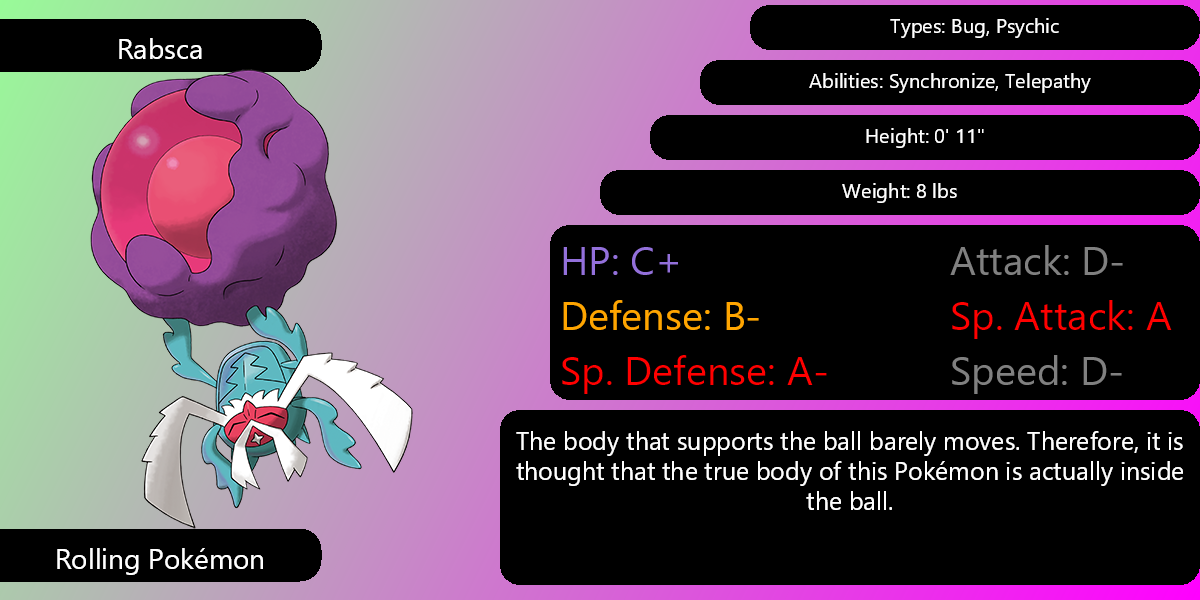 Rabsca
Types: Bug, Psychic
Abilities: Synchronize, Telepathy
Height: 0' 11"
Weight: 8 lbs
HP: C+
Attack: D-
Defense: B-
Sp. Attack: A
Sp. Defense: A-
Speed: D-
The body that supports the ball barely moves. Therefore, it is
thought that the true body of this Pokémon is actually inside
the ball.
Rolling Pokémon